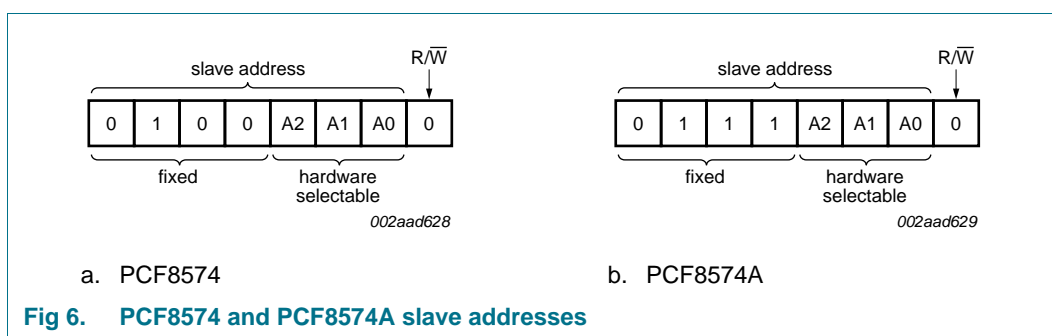 slave address
R/W
0 1 0 0 A2 A1 A0 0
fixed
hardware
selectable
002aad628
a. PCF8574
slave address
R/W
0 1 1 1 A2 A1 A0 0
fixed
hardware
selectable
002aad629
b. PCF8574A
Fig 6. PCF8574 and PCF8574A slave addresses